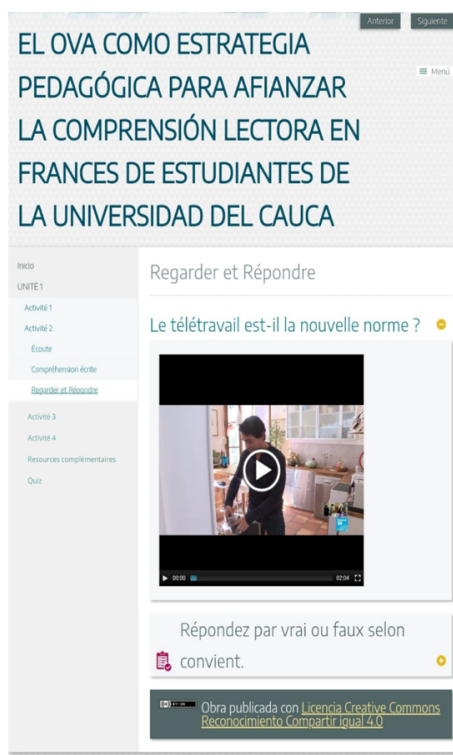 Anterior
Siguiente
≡ Menú
EL OVA COMO ESTRATEGIA
PEDAGÓGICA PARA AFIANZAR
LA COMPRENSIÓN LECTORA EN
FRANCES DE ESTUDIANTES DE
LA UNIVERSIDAD DEL CAUCA
Inicio
UNITÉ 1
Activité 1
Activité 2
Écoute
Compréhension écrite
Regarder et Répondre
Activité 3
Activité 4
Resources complémentaires
Quiz
Regarder et Répondre
Le télétravail est-il la nouvelle norme ?
00:00
02:04
Répondez par vrai ou faux selon
convient.
Obra publicada con Licencia Creative Commons
Reconocimiento Compartir igual 4.0